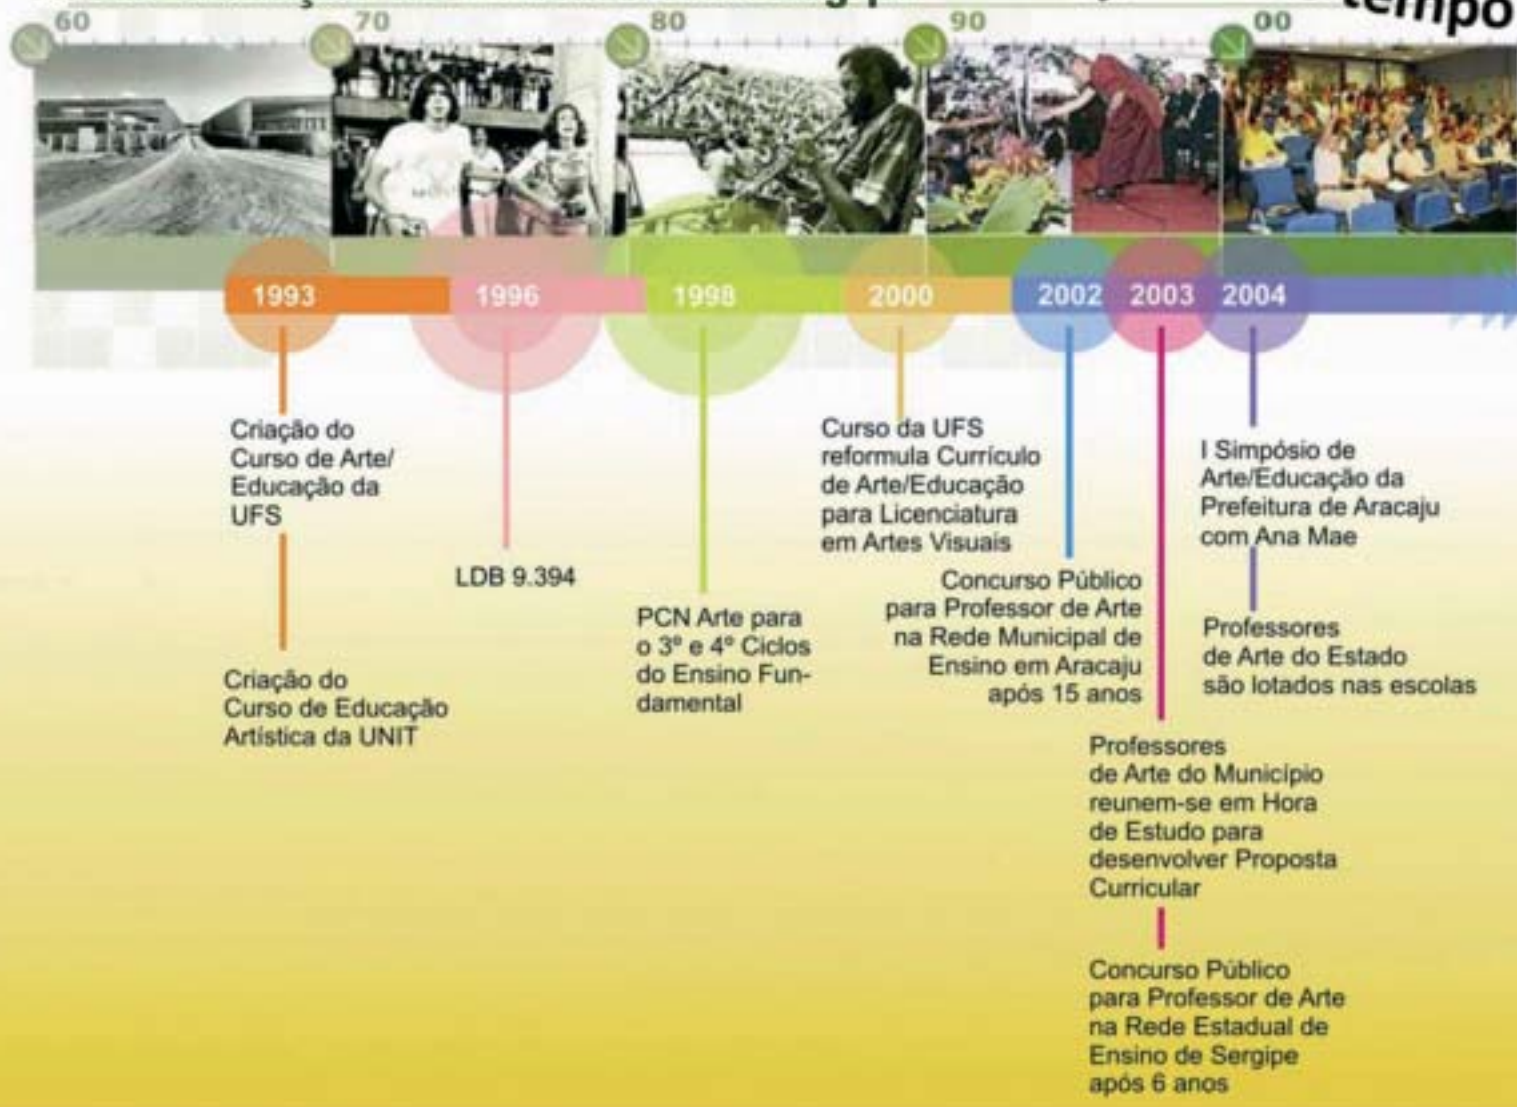 tempo
60 70 80 90 00
1993 1996 1998 2000 2002 2003 2004
Criação do
Curso de Arte/
Educação da
UFS
Criação do
Curso de Educação
Artística da UNIT
LDB 9.394
PCN Arte para
o 3º e 4º Ciclos
do Ensino Fun-
damental
Curso da UFS
reformula Currículo
de Arte/Educação
para Licenciatura
em Artes Visuais
Concurso Público
para Professor de Arte
na Rede Municipal de
Ensino em Aracaju
após 15 anos
Professores
de Arte do Município
reunem-se em Hora
de Estudo para
desenvolver Proposta
Curricular
Concurso Público
para Professor de Arte
na Rede Estadual de
Ensino de Sergipe
após 6 anos
I Simpósio de
Arte/Educação da
Prefeitura de Aracaju
com Ana Mae
Professores
de Arte do Estado
são lotados nas escolas